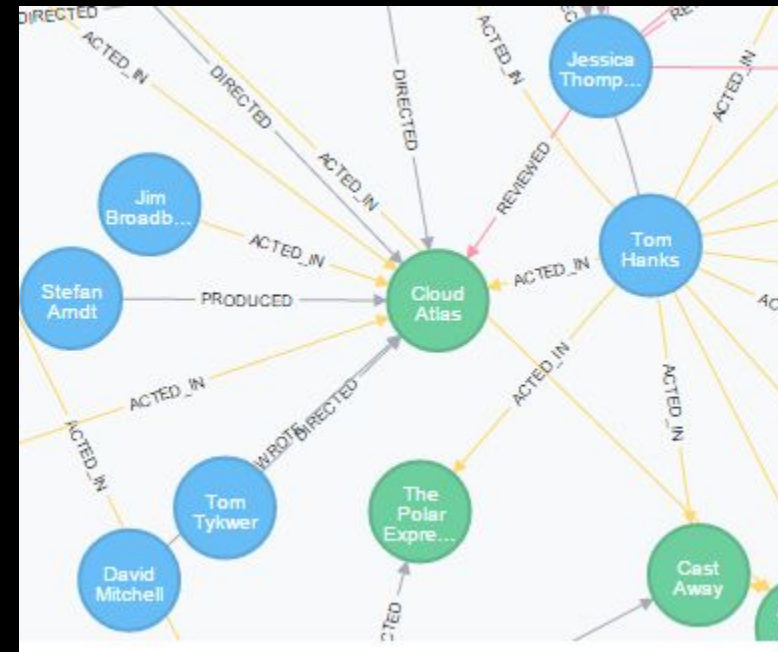 DIRECTED
ACTED_IN
DIRECTED
ACTED_IN
DIRECTED
ACTED_IN
Jessica
Thomp...
ACTED_IN
REVIEWED
Jim
Broadb...
ACTED_IN
Tom
Hanks
Stefan
Arndt
PRODUCED
Cloud
Atlas
ACTED_IN
ACTED_IN
ACTED_IN
ACTED_IN
ACTED_IN
WROTE
DIRECTED
Tom
Tykwer
The
Polar
Expre...
David
Mitchell
Cast
Away
CTED